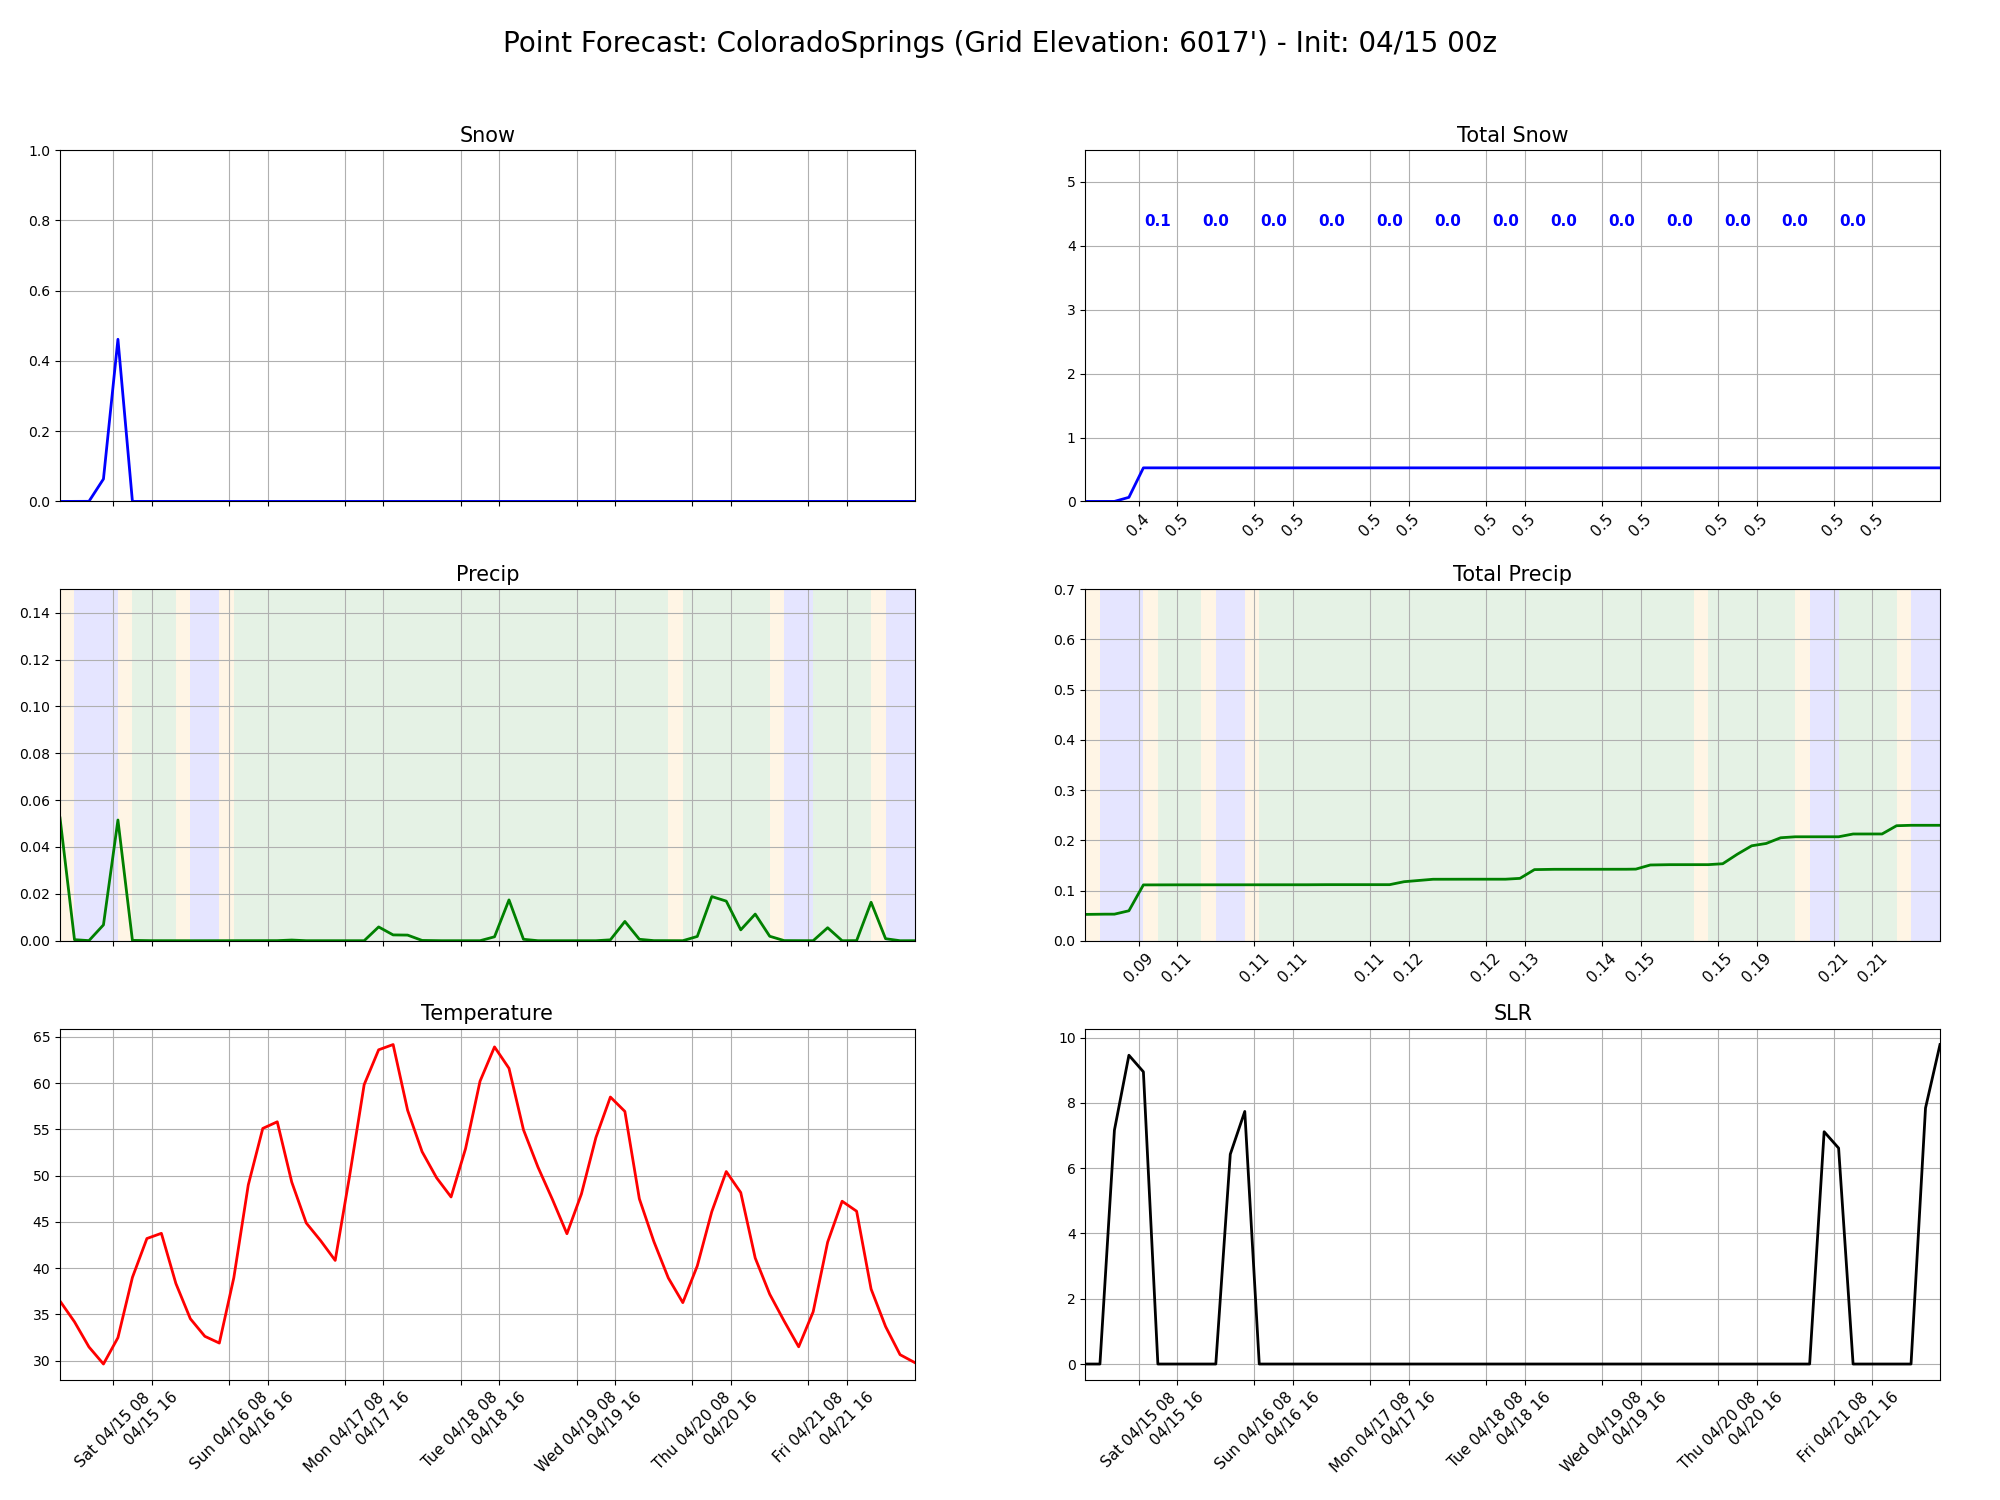 Point Forecast: ColoradoSprings (Grid Elevation: 6017') - Init: 04/15 00z
Snow
1.0
0.8
0.6
0.4
0.2
0.0
Total Snow
5
4
3
2
1
0
0.1 0.0 0.0 0.0 0.0 0.0 0.0 0.0 0.0 0.0 0.0 0.0 0.0
0.4 0.5 0.5 0.5 0.5 0.5 0.5 0.5 0.5 0.5 0.5 0.5 0.5 0.5
Precip
0.14
0.12
0.10
0.08
0.06
0.04
0.02
0.00
Total Precip
0.7
0.6
0.5
0.4
0.3
0.2
0.1
0.0
0.09 0.11 0.11 0.11 0.11 0.12 0.12 0.13 0.14 0.15 0.15 0.19 0.21 0.21
Temperature
65
60
55
50
45
40
35
30
Sat 04/15 08
04/15 16
Sun 04/16 08
04/16 16
Mon 04/17 08
04/17 16
Tue 04/18 08
04/18 16
Wed 04/19 08
04/19 16
Thu 04/20 08
04/20 16
Fri 04/21 08
04/21 16
SLR
10
8
6
4
2
0
Sat 04/15 08
04/15 16
Sun 04/16 08
04/16 16
Mon 04/17 08
04/17 16
Tue 04/18 08
04/18 16
Wed 04/19 08
04/19 16
Thu 04/20 08
04/20 16
Fri 04/21 08
04/21 16